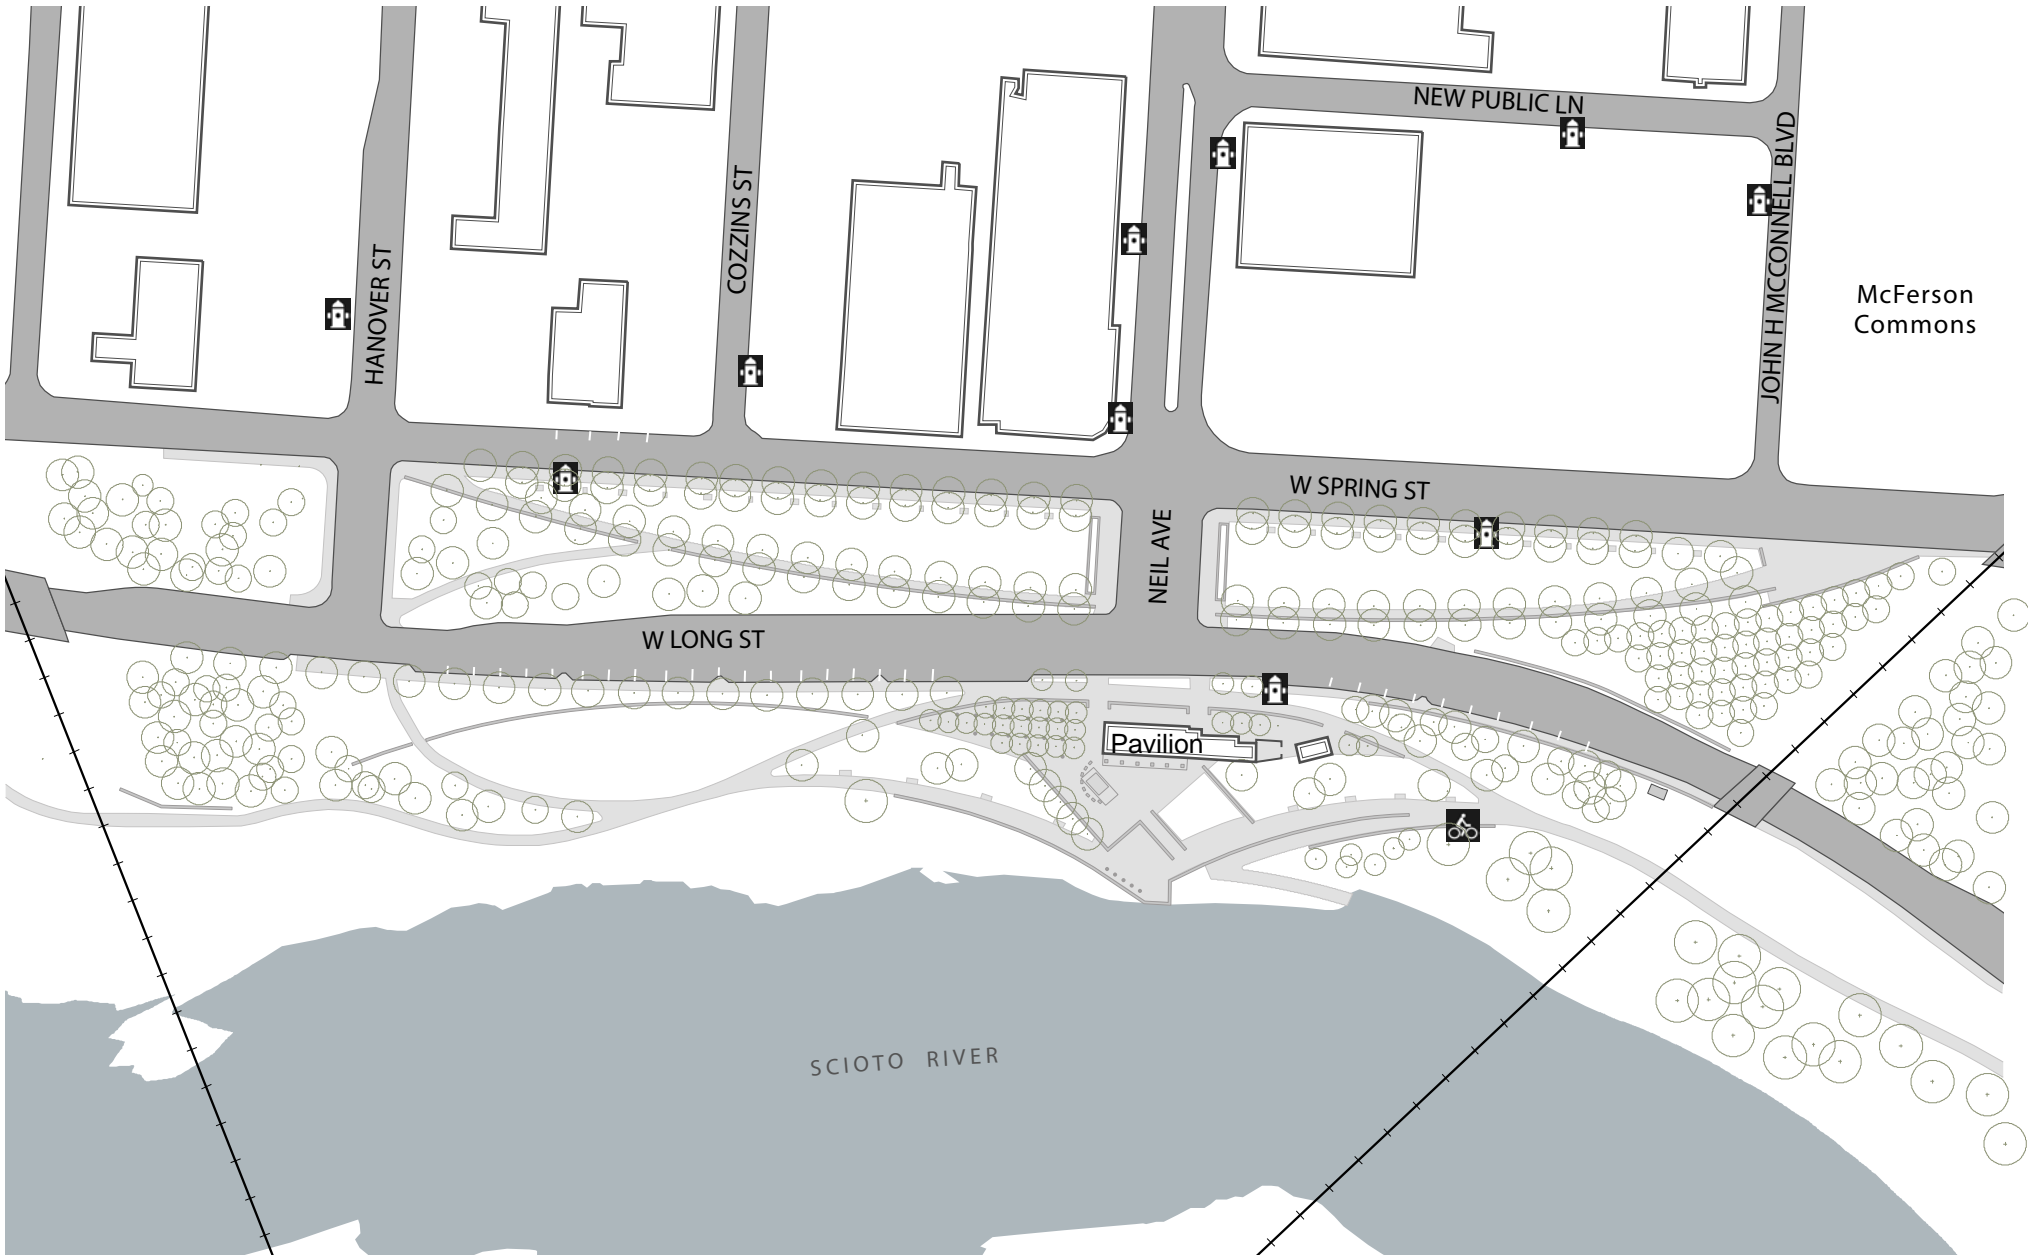 NEW PUBLIC LN
JOHN H MCCONNELL BLVD
COZZINS ST
HANOVER ST
McFerson
Commons
W SPRING ST
NEIL AVE
W LONG ST
Pavilion
SCIOTO RIVER